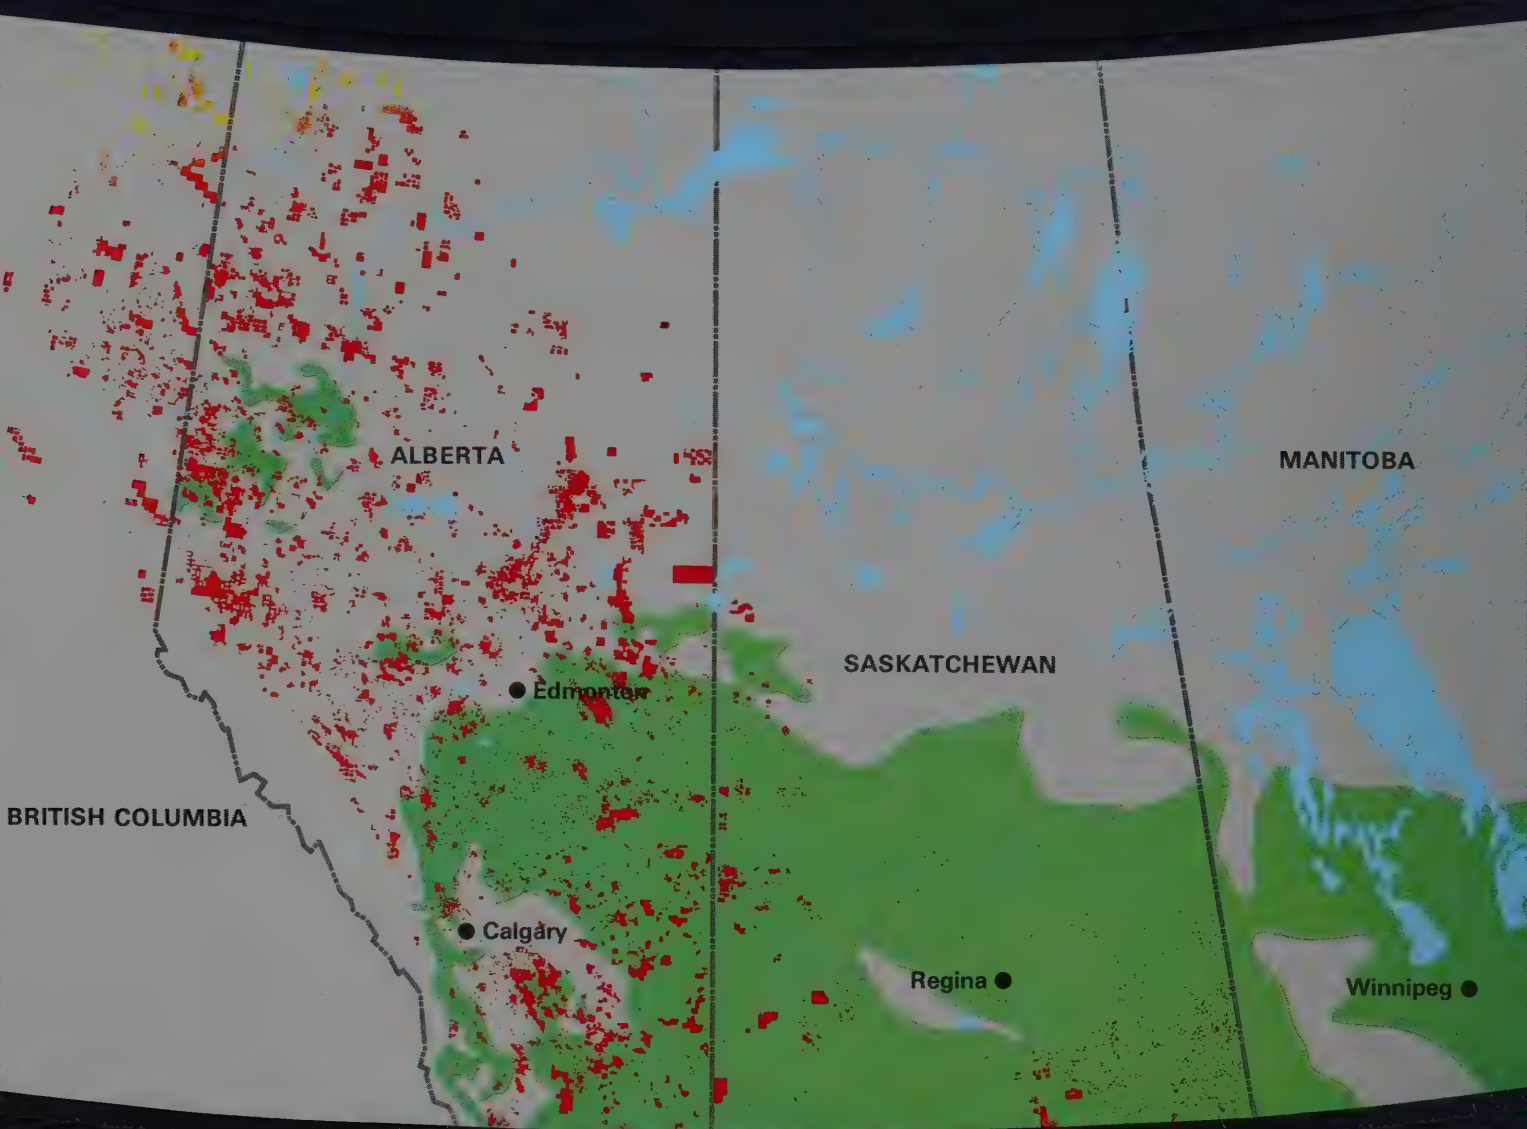 ALBERTA
MANITOBA
SASKATCHEWAN
Edmonton
BRITISH COLUMBIA
Calgary
Regina
Winnipeg